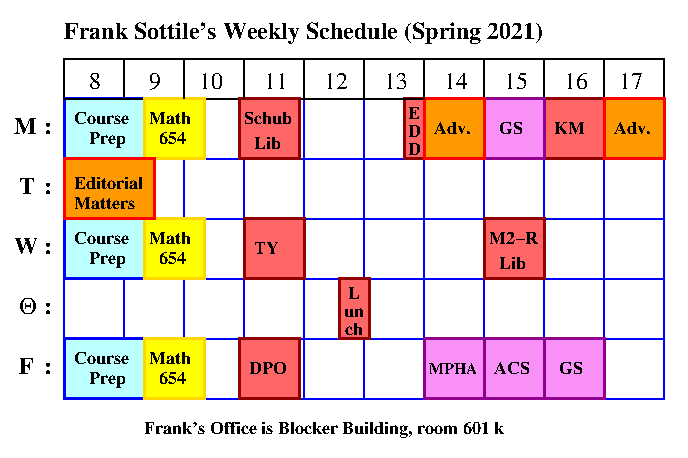 Frank Sottile's Weekly Schedule (Spring 2021)
8 9 10 11 12 13 14 15 16 17
M : Course Prep Math 654 Schub Lib EDD Adv. GS KM Adv.
T : Editorial Matters
W : Course Prep Math 654 TY M2-R Lib
Θ : Lunch
F : Course Prep Math 654 DPO MPHA ACS GS
Frank's Office is Blocker Building, room 601 k